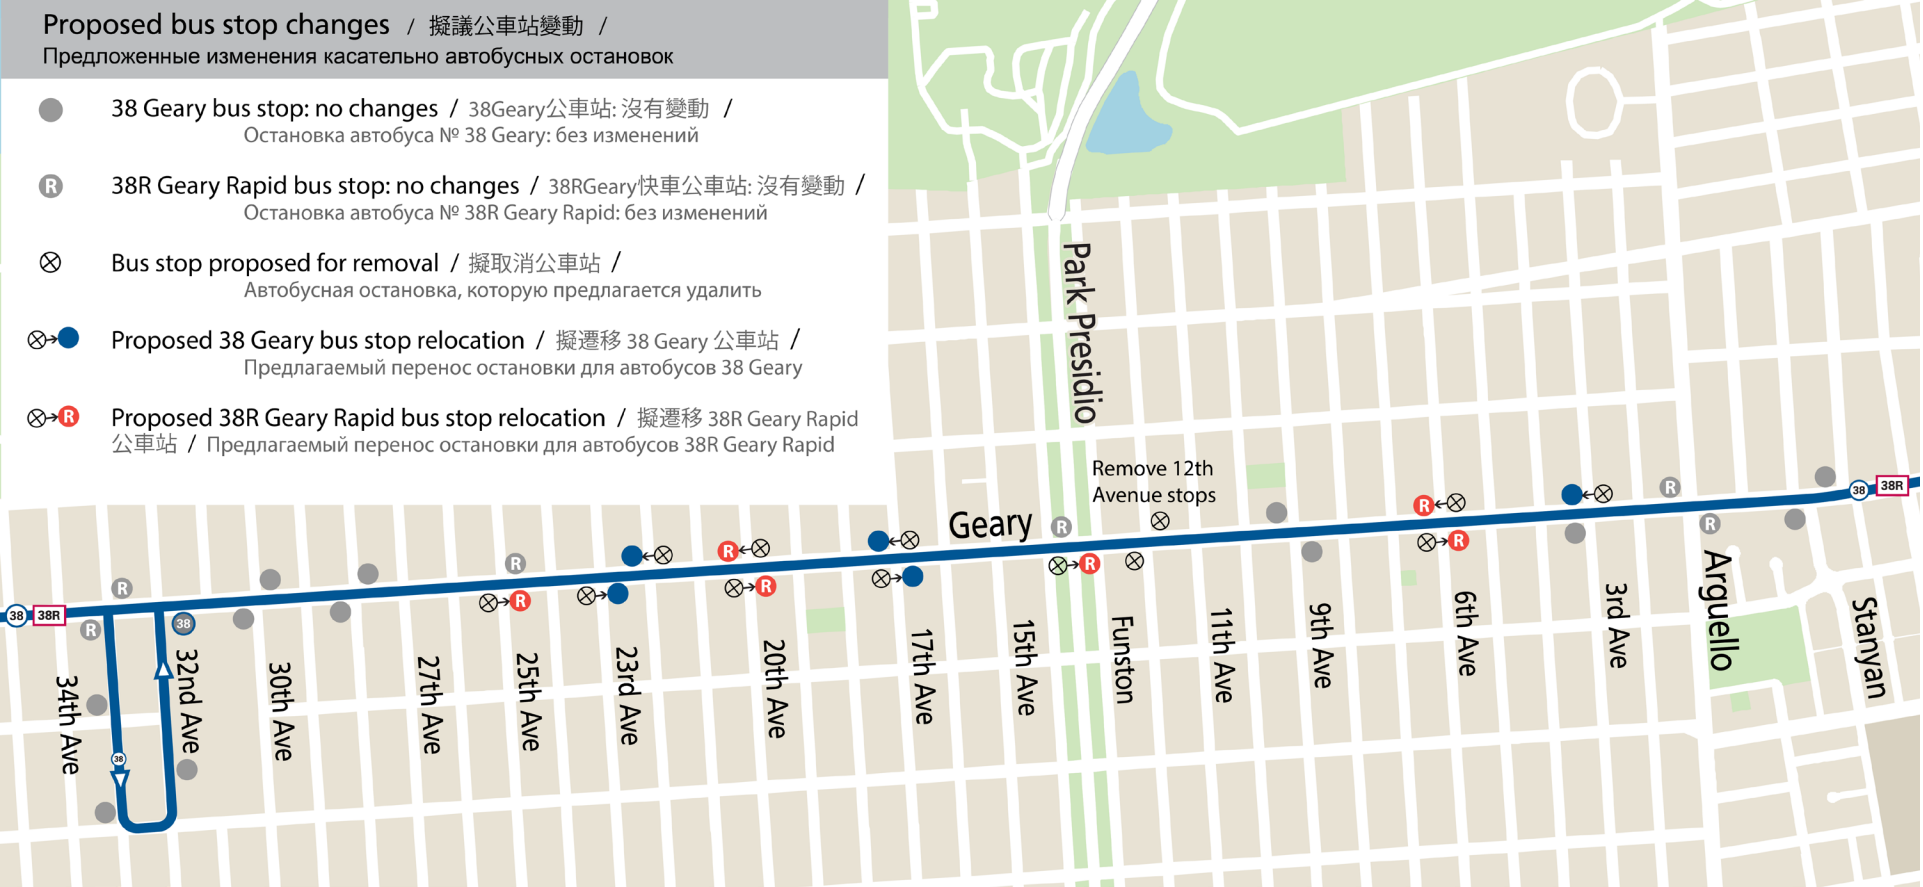 Proposed bus stop changes / 擬議公車站變動 /
Предложенные изменения касательно автобусных остановок
38 Geary bus stop: no changes / 38Geary公車站: 沒有變動 /
Остановка автобуса № 38 Geary: без изменений
R
38R Geary Rapid bus stop: no changes / 38RGeary快車公車站: 沒有變動 /
Остановка автобуса № 38R Geary Rapid: без изменений
Bus stop proposed for removal / 擬取消公車站 /
Автобусная остановка, которую предлагается удалить
Proposed 38 Geary bus stop relocation / 擬遷移 38 Geary 公車站 /
Предлагаемый перенос остановки для автобусов 38 Geary
R
Proposed 38R Geary Rapid bus stop relocation / 擬遷移 38R Geary Rapid
公車站 / Предлагаемый перенос остановки для автобусов 38R Geary Rapid
Park Presidio
Remove 12th
Avenue stops
Geary
38 38R
R
R
R
R
R
R
R
R
R
R
R
R
38 38R
38
38
34th Ave
32nd Ave
30th Ave
27th Ave
25th Ave
23rd Ave
20th Ave
17th Ave
15th Ave
Funston
11th Ave
9th Ave
6th Ave
3rd Ave
Arguello
Stanyan